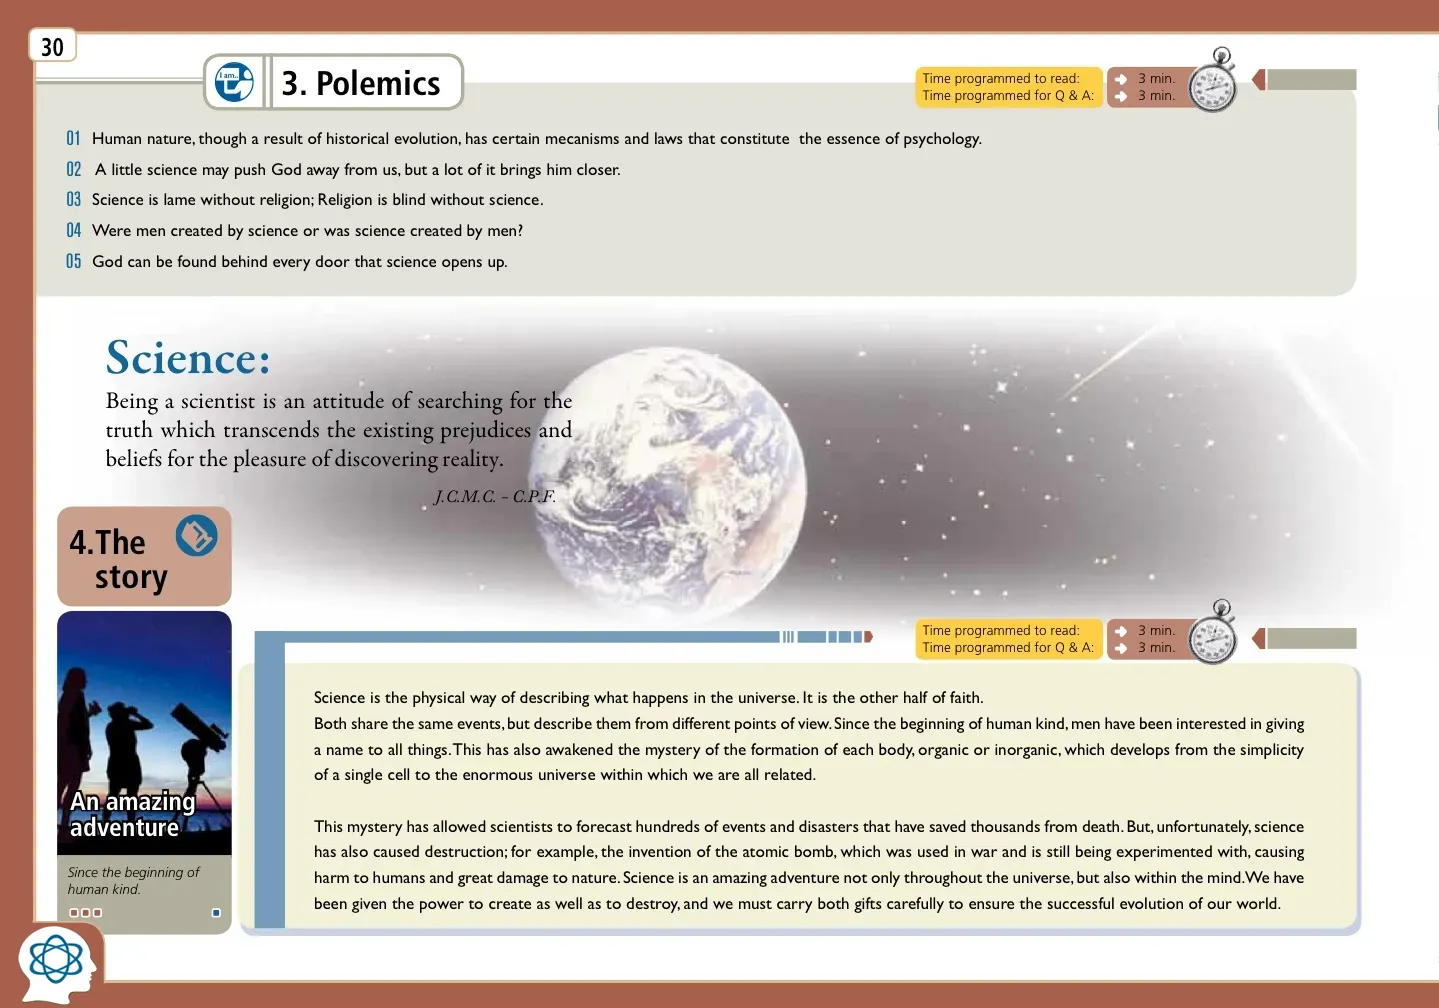 30
I am...
3. Polemics
Time programmed to read: 3 min.
Time programmed for Q & A: 3 min.
01 Human nature, though a result of historical evolution, has certain mecanisms and laws that constitute the essence of psychology.
02 A little science may push God away from us, but a lot of it brings him closer.
03 Science is lame without religion; Religion is blind without science.
04 Were men created by science or was science created by men?
05 God can be found behind every door that science opens up.
Science:
Being a scientist is an attitude of searching for the
truth which transcends the existing prejudices and
beliefs for the pleasure of discovering reality.
J.C.M.C. – C.P.F.
4.The
story
An amazing
adventure
Since the beginning of
human kind.
Time programmed to read: 3 min.
Time programmed for Q & A: 3 min.
Science is the physical way of describing what happens in the universe. It is the other half of faith.
Both share the same events, but describe them from different points of view. Since the beginning of human kind, men have been interested in giving
a name to all things. This has also awakened the mystery of the formation of each body, organic or inorganic, which develops from the simplicity
of a single cell to the enormous universe within which we are all related.
This mystery has allowed scientists to forecast hundreds of events and disasters that have saved thousands from death. But, unfortunately, science
has also caused destruction; for example, the invention of the atomic bomb, which was used in war and is still being experimented with, causing
harm to humans and great damage to nature. Science is an amazing adventure not only throughout the universe, but also within the mind. We have
been given the power to create as well as to destroy, and we must carry both gifts carefully to ensure the successful evolution of our world.